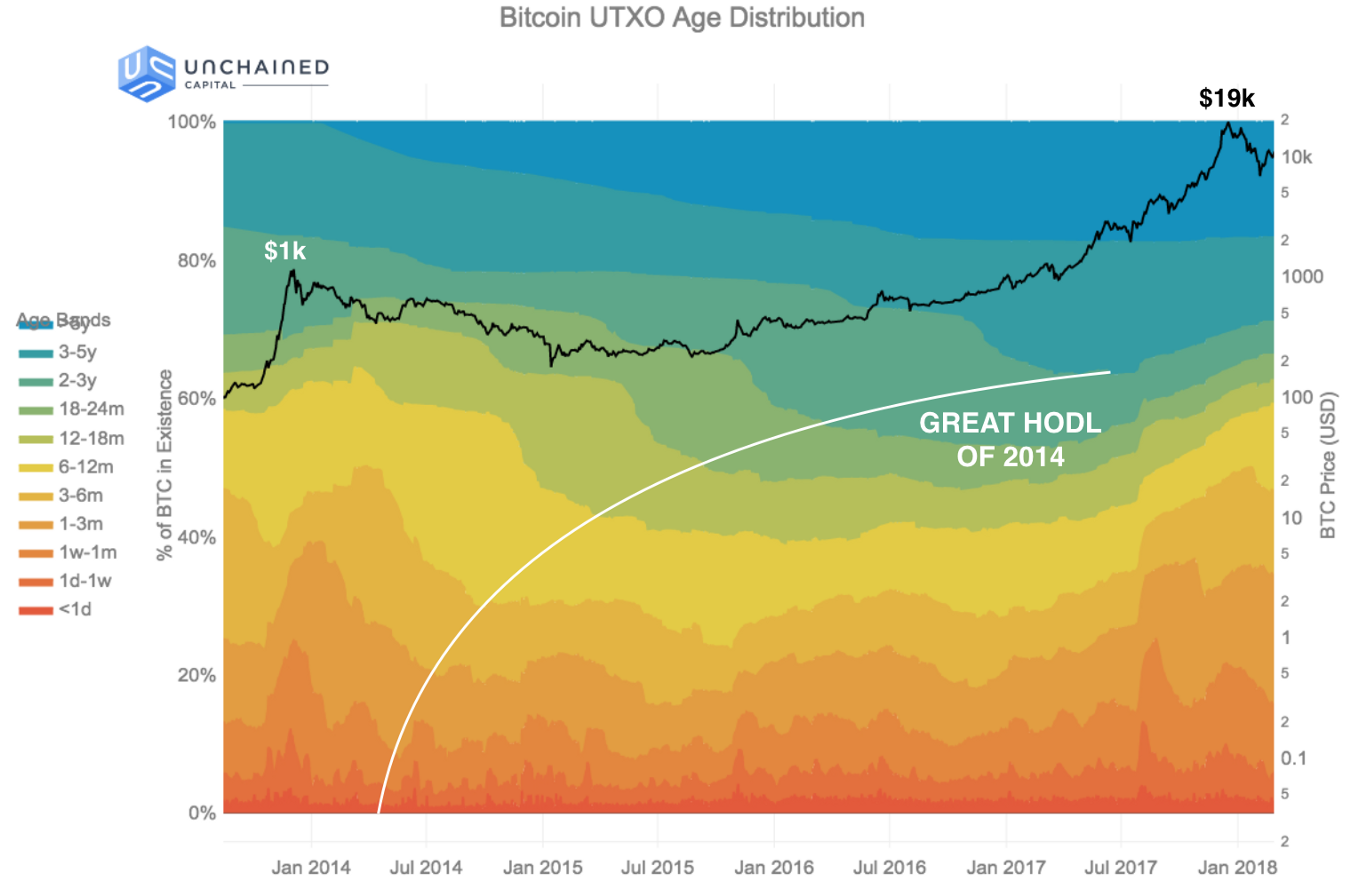 Bitcoin UTXO Age Distribution
UNCHAINED
CAPITAL
$19k
$1k
100%
80%
60%
40%
20%
0%
% of BTC in Existence
Age Bands
>5y
3-5y
2-3y
18-24m
12-18m
6-12m
3-6m
1-3m
1w-1m
1d-1w
<1d
GREAT HODL
OF 2014
2
10k
5
2
1000
5
2
100
5
2
10
5
2
1
5
2
0.1
5
2
BTC Price (USD)
Jan 2014
Jul 2014
Jan 2015
Jul 2015
Jan 2016
Jul 2016
Jan 2017
Jul 2017
Jan 2018